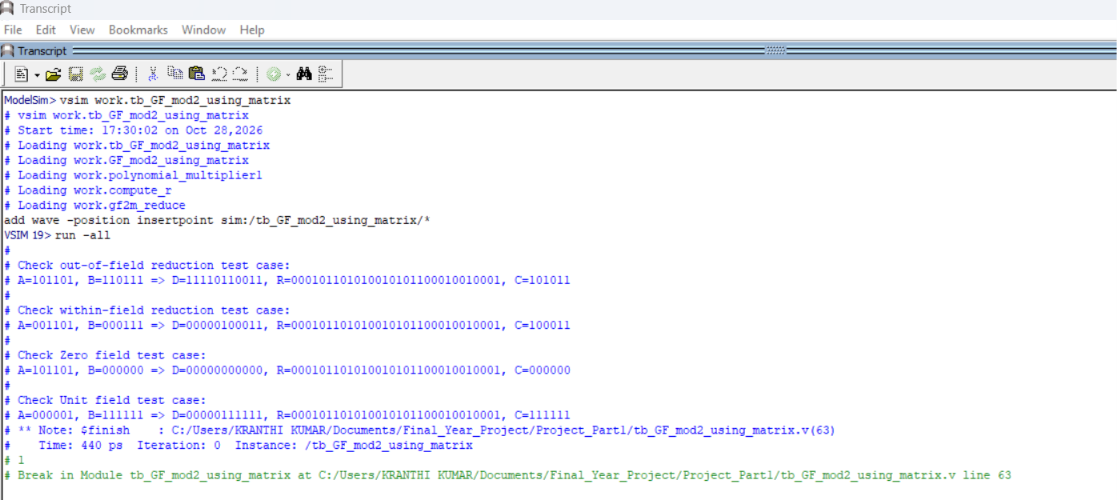 Transcript
File Edit View Bookmarks Window Help
Transcript
ModelSim> vsim work.tb_GF_mod2_using_matrix
# vsim work.tb_GF_mod2_using_matrix
# Start time: 17:30:02 on Oct 28,2026
# Loading work.tb_GF_mod2_using_matrix
# Loading work.GF_mod2_using_matrix
# Loading work.polynomial_multiplier1
# Loading work.compute_r
# Loading work.gf2m_reduce
add wave -position insertpoint sim:/tb_GF_mod2_using_matrix/*
VSIM 19> run -all
#
# Check out-of-field reduction test case:
# A=101101, B=110111 => D=11110110011, R=000101101010010101100010010001, C=101011
#
# Check within-field reduction test case:
# A=001101, B=000111 => D=00000100011, R=000101101010010101100010010001, C=100011
#
# Check Zero field test case:
# A=101101, B=000000 => D=00000000000, R=000101101010010101100010010001, C=000000
#
# Check Unit field test case:
# A=000001, B=111111 => D=00000111111, R=000101101010010101100010010001, C=111111
# ** Note: $finish : C:/Users/KRANTHI KUMAR/Documents/Final_Year_Project/Project_Part1/tb_GF_mod2_using_matrix.v(63)
# Time: 440 ps Iteration: 0 Instance: /tb_GF_mod2_using_matrix
# 1
# Break in Module tb_GF_mod2_using_matrix at C:/Users/KRANTHI KUMAR/Documents/Final_Year_Project/Project_Part1/tb_GF_mod2_using_matrix.v line 63